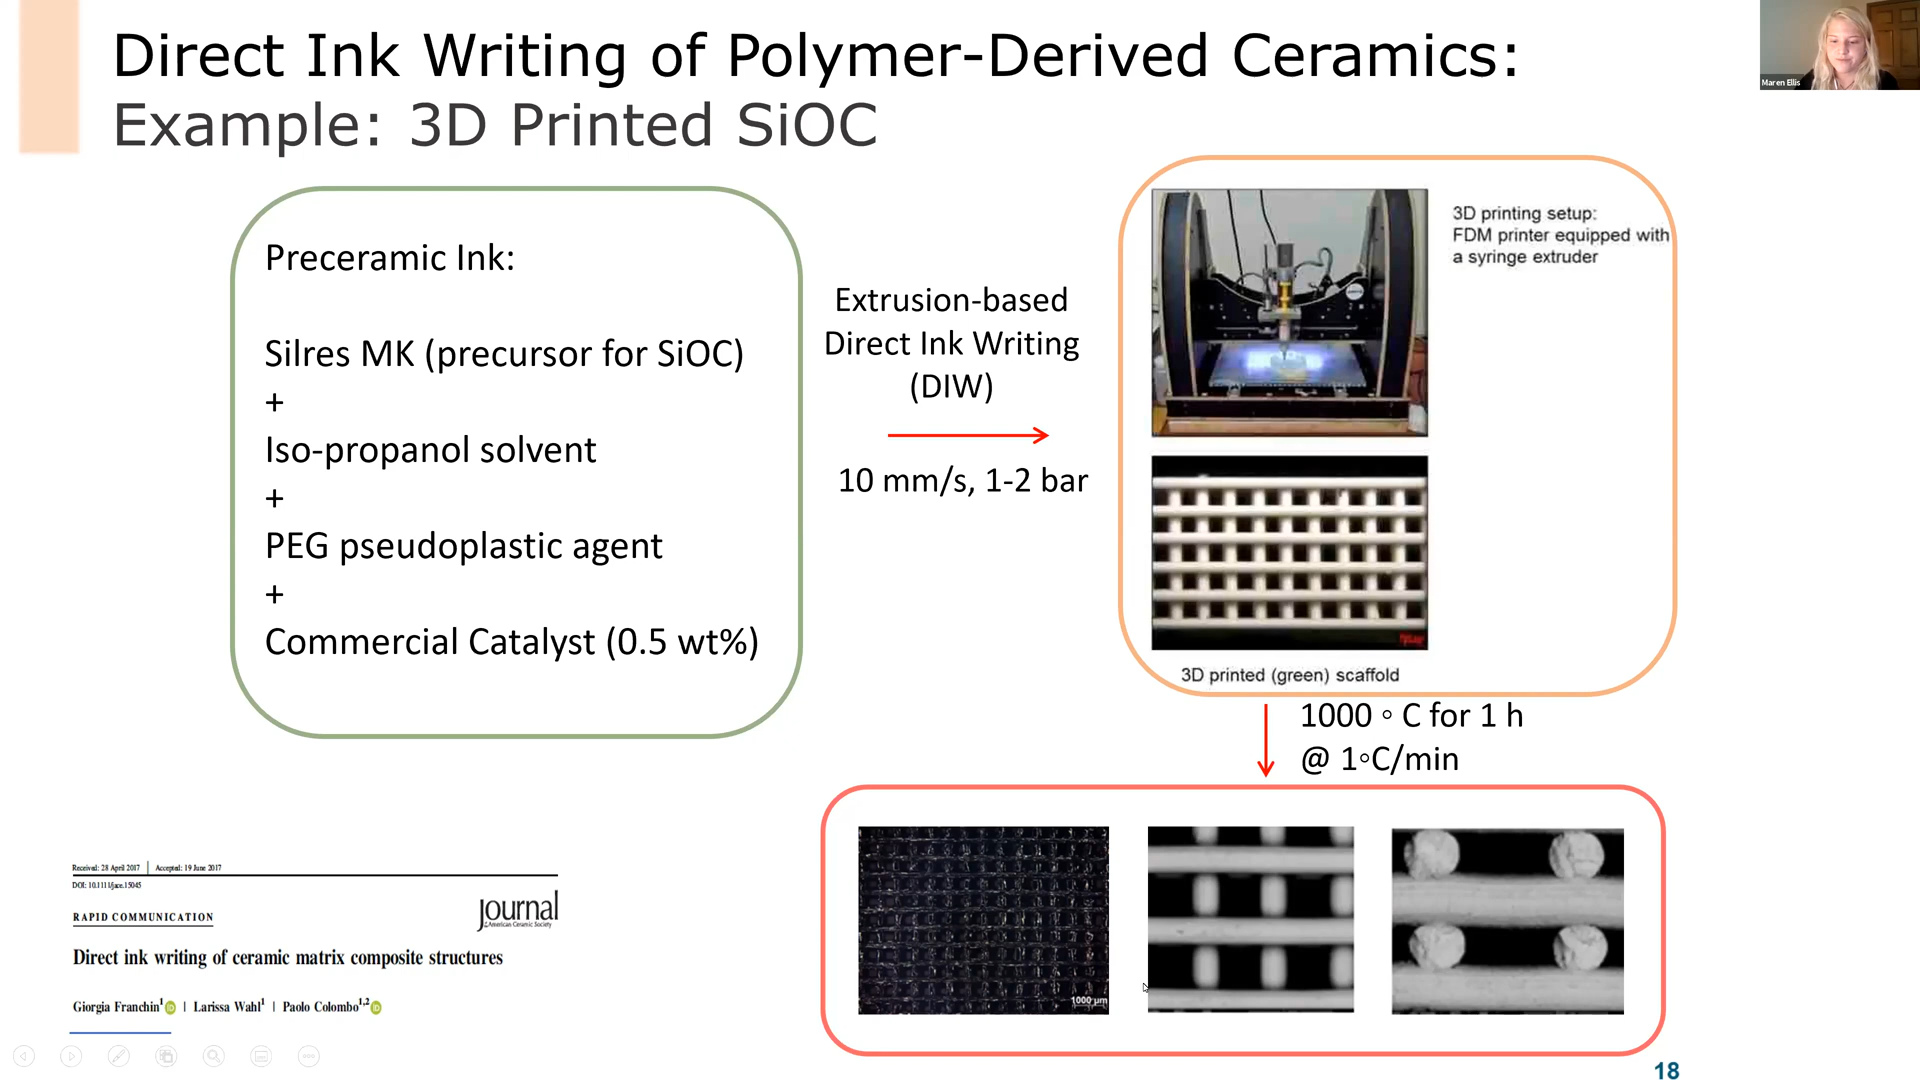 Direct Ink Writing of Polymer-Derived Ceramics:
Example: 3D Printed SiOC
Maren Ellis
Preceramic Ink:
Silres MK (precursor for SiOC)
+
Iso-propanol solvent
+
PEG pseudoplastic agent
+
Commercial Catalyst (0.5 wt%)
Extrusion-based
Direct Ink Writing
(DIW)
10 mm/s, 1-2 bar
3D printing setup:
FDM printer equipped with
a syringe extruder
3D printed (green) scaffold
1000 ◦ C for 1 h
@ 1◦C/min
1000 µm
Received: 28 April 2017 | Accepted: 19 June 2017
DOI: 10.1111/jace.15045
RAPID COMMUNICATION
Journal
of the American Ceramic Society
Direct ink writing of ceramic matrix composite structures
Giorgia Franchin1 iD | Larissa Wahl1 | Paolo Colombo1,2 iD
18